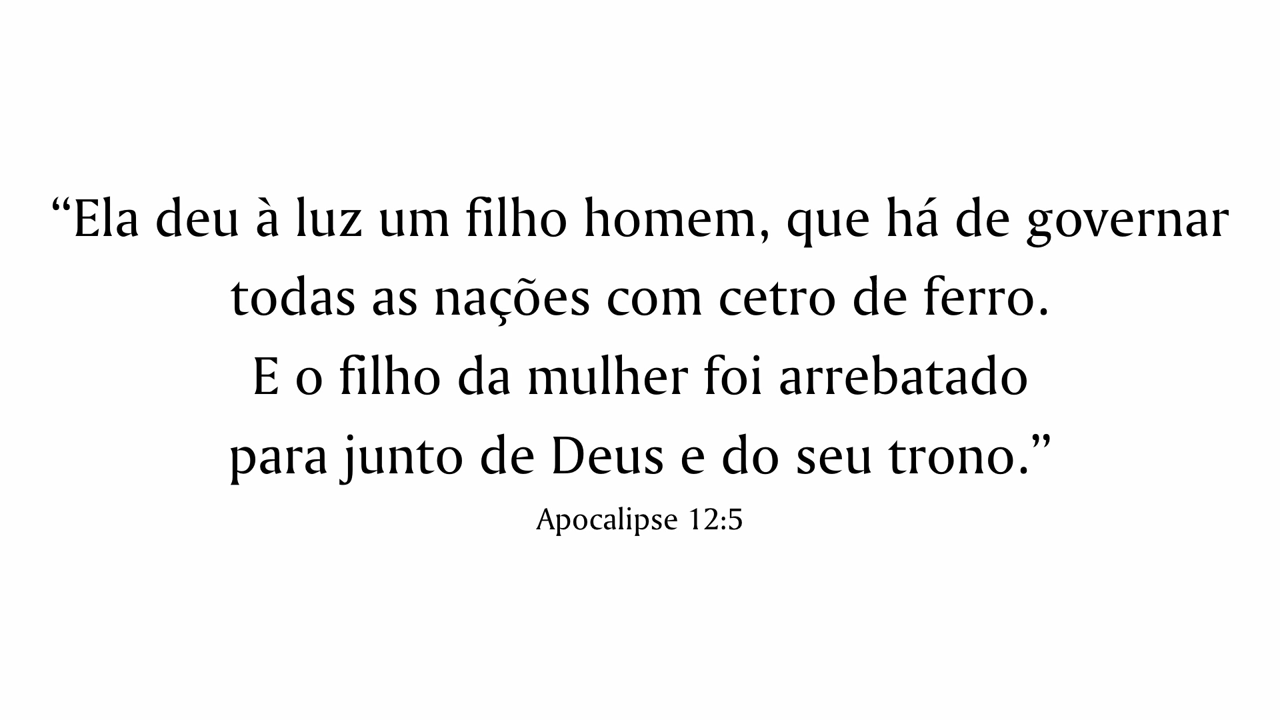 “Ela deu à luz um filho homem, que há de governar
todas as nações com cetro de ferro.
E o filho da mulher foi arrebatado
para junto de Deus e do seu trono.”
Apocalipse 12:5